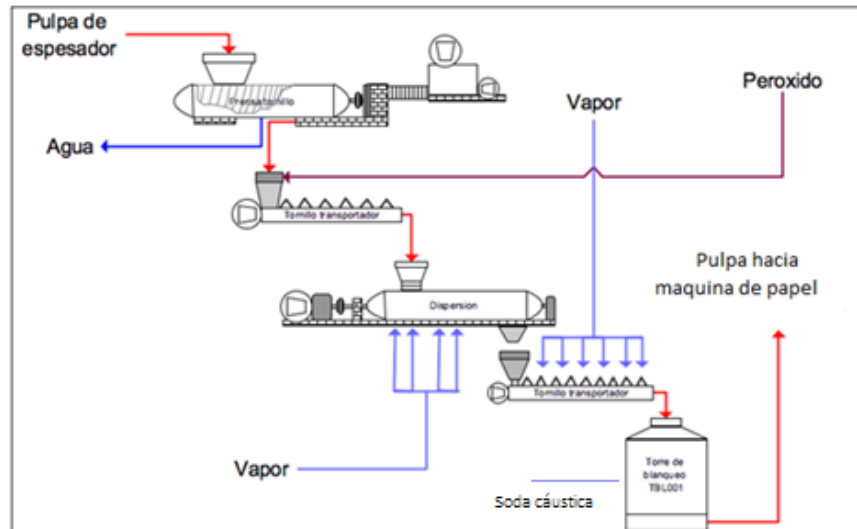 Pulpa de
espesador
Prensatornillo
Vapor
Peroxido
Agua
Tornillo transportador
Pulpa hacia
maquina de papel
Dispersion
Tornillo transportador
Vapor
Soda cáustica
Torre de
blanqueo
TBL001